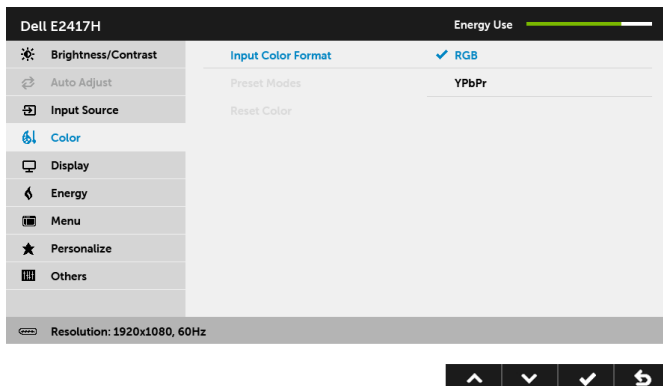 Dell E2417H Energy Use
Brightness/Contrast Input Color Format RGB
Auto Adjust Preset Modes YPbPr
Input Source Reset Color
Color
Display
Energy
Menu
Personalize
Others
Resolution: 1920x1080, 60Hz